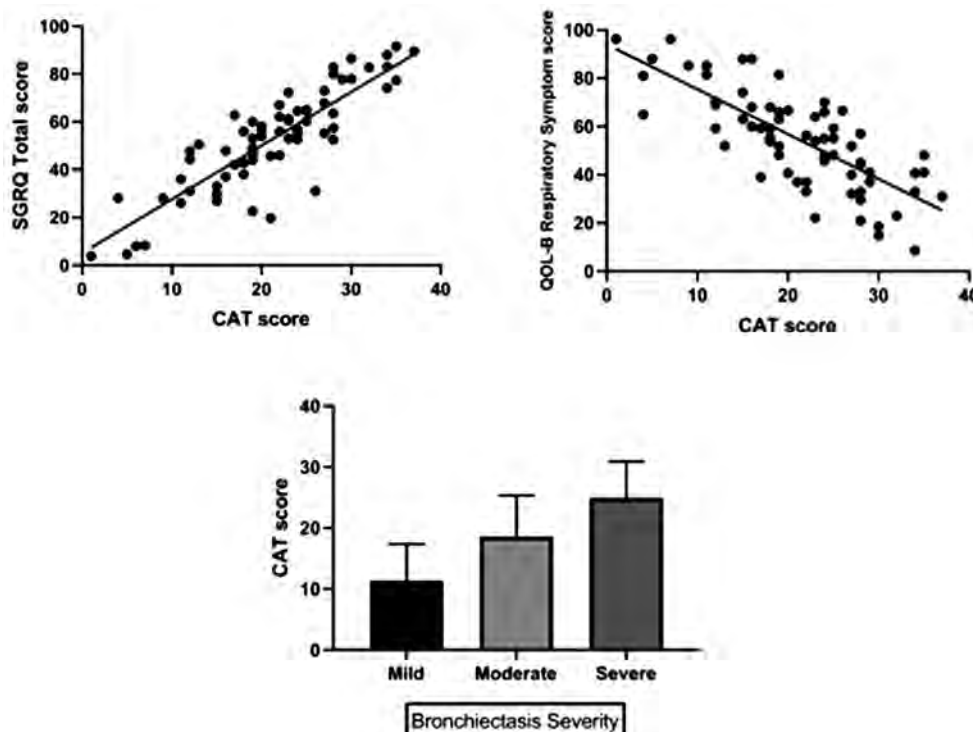 SGRQ Total score
100
80
60
40
20
0
0 10 20 30 40
CAT score
QOL-B Respiratory Symptom score
100
80
60
40
20
0
0 10 20 30 40
CAT score
CAT score
40
30
20
10
0
Mild Moderate Severe
Bronchiectasis Severity